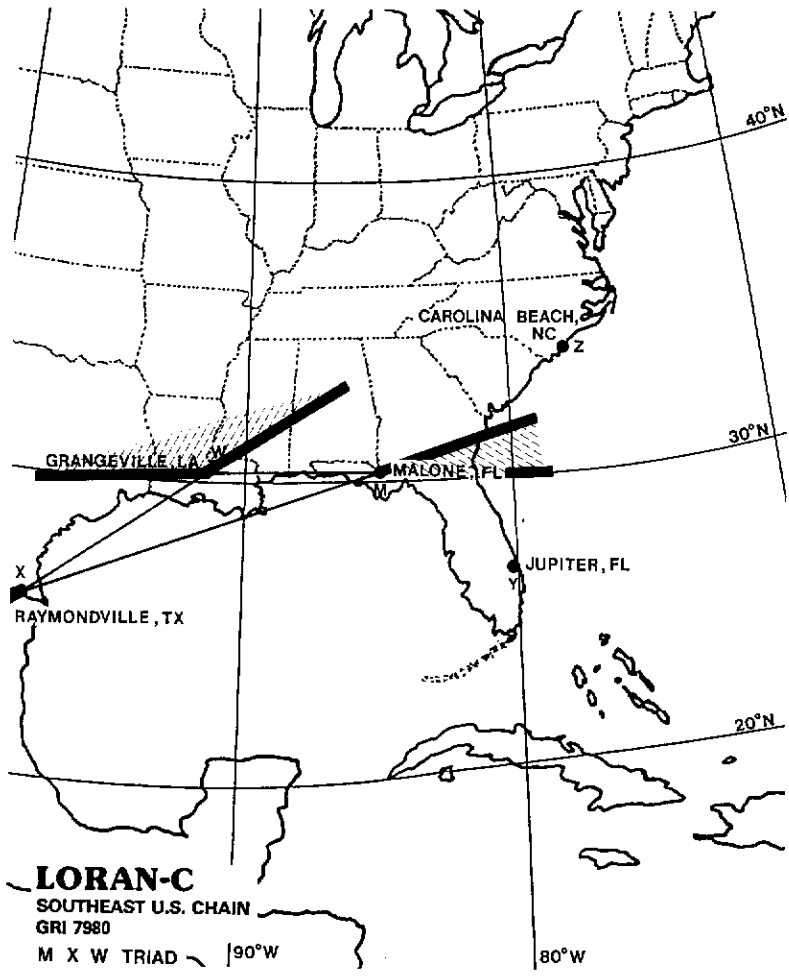 40°N
CAROLINA BEACH,
NC
Z
30°N
W
GRANGEVILLE, LA
MALONE, FL
M
X
JUPITER, FL
Y
RAYMONDVILLE, TX
20°N
LORAN-C
SOUTHEAST U.S. CHAIN
GRI 7980
M X W TRIAD
90°W
80°W